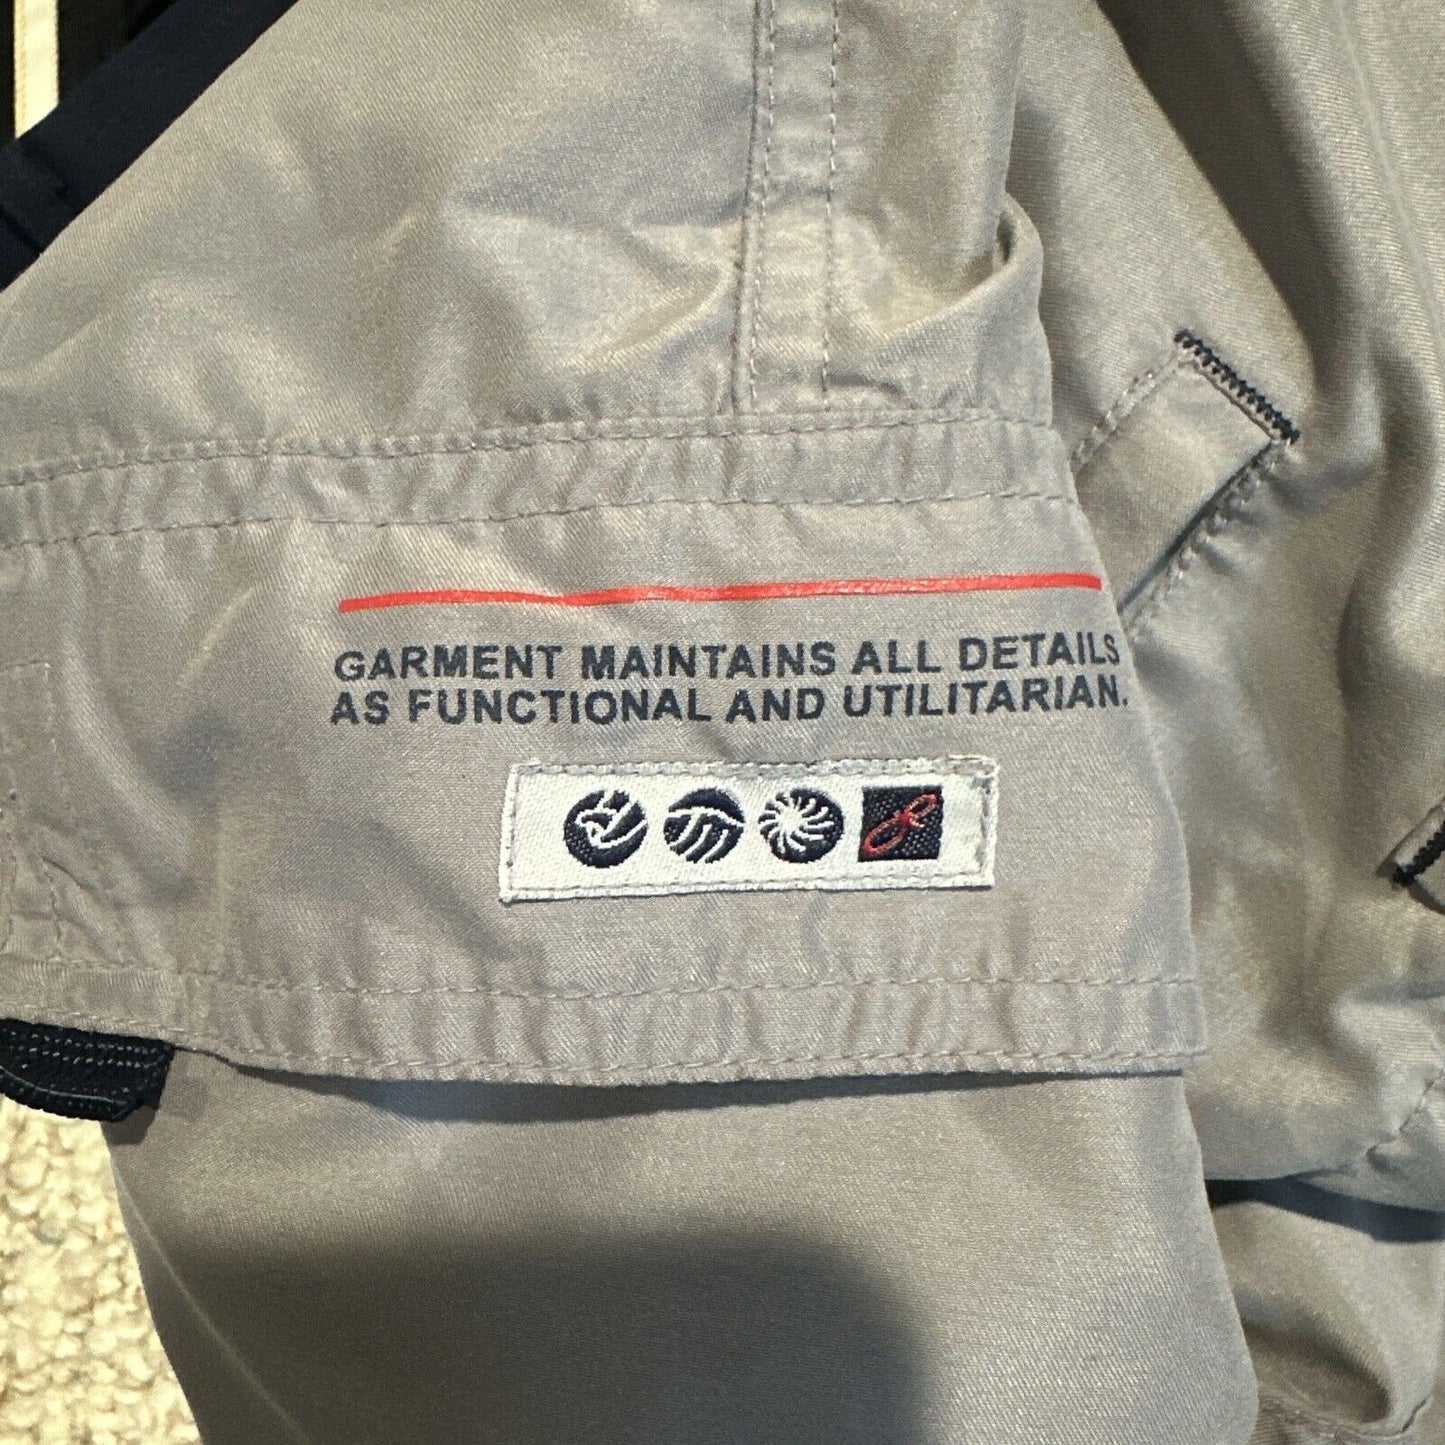 GARMENT MAINTAINS ALL DETAILS
AS FUNCTIONAL AND UTILITARIAN.